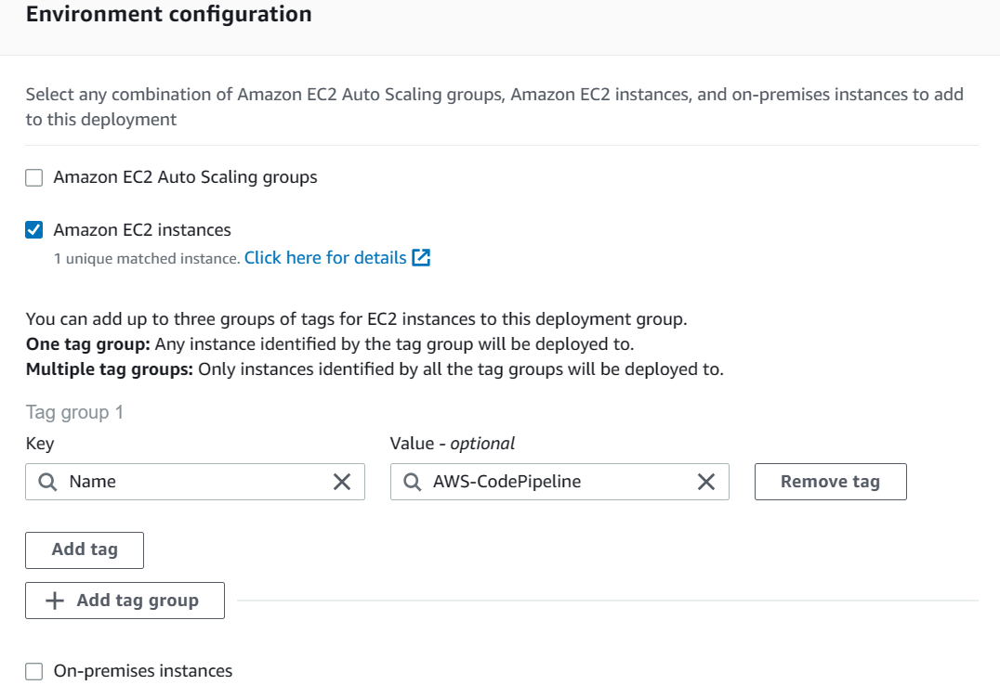 Environment configuration
Select any combination of Amazon EC2 Auto Scaling groups, Amazon EC2 instances, and on-premises instances to add
to this deployment
Amazon EC2 Auto Scaling groups
Amazon EC2 instances
1 unique matched instance. Click here for details
You can add up to three groups of tags for EC2 instances to this deployment group.
One tag group: Any instance identified by the tag group will be deployed to.
Multiple tag groups: Only instances identified by all the tag groups will be deployed to.
Tag group 1
Key Value - optional
Name AWS-CodePipeline Remove tag
Add tag
Add tag group
On-premises instances